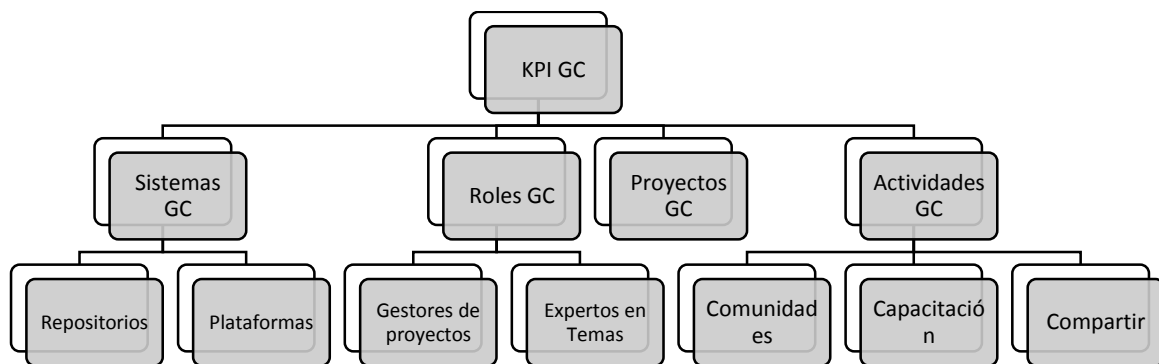 KPI GC
Sistemas
GC
Roles GC
Proyectos
GC
Actividades
GC
Repositorios
Plataformas
Gestores de
proyectos
Expertos en
Temas
Comunidad
es
Capacitació
n
Compartir